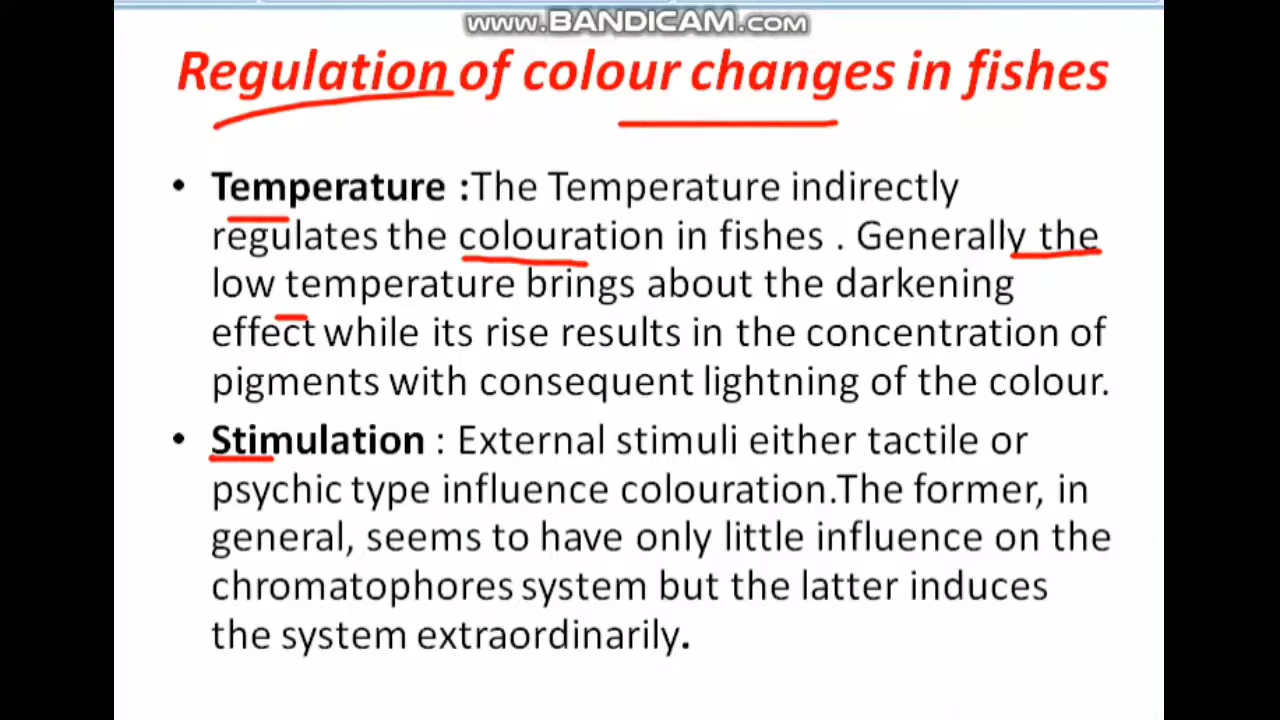 www.BANDICAM.com
Regulation of colour changes in fishes
• Temperature :The Temperature indirectly
regulates the colouration in fishes . Generally the
low temperature brings about the darkening
effect while its rise results in the concentration of
pigments with consequent lightning of the colour.
• Stimulation : External stimuli either tactile or
psychic type influence colouration.The former, in
general, seems to have only little influence on the
chromatophores system but the latter induces
the system extraordinarily.